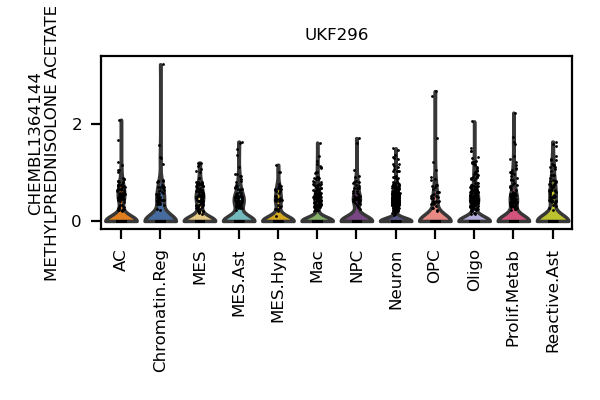 UKF296
CHEMBL1364144
METHYLPREDNISOLONE ACETATE
2
0
AC
Chromatin.Reg
MES
MES.Ast
MES.Hyp
Mac
NPC
Neuron
OPC
Oligo
Prolif.Metab
Reactive.Ast